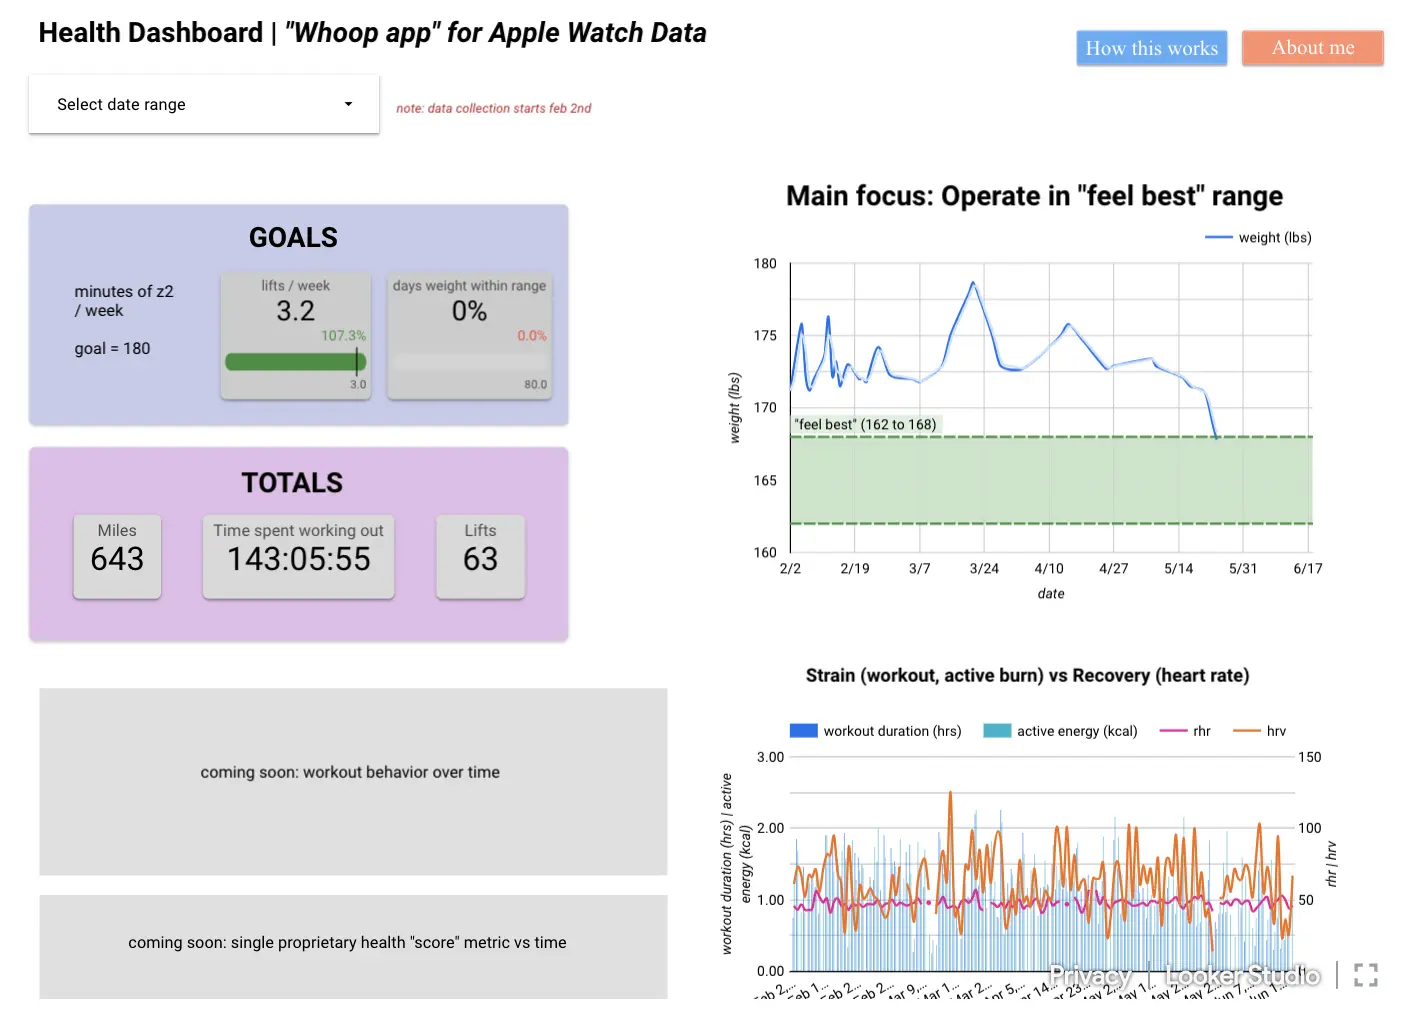 Health Dashboard | "Whoop app" for Apple Watch Data
How this works
About me
Select date range
note: data collection starts feb 2nd
GOALS
minutes of z2
/ week
goal = 180
lifts / week
3.2
107.3%
3.0
days weight within range
0%
0.0%
80.0
TOTALS
Miles
643
Time spent working out
143:05:55
Lifts
63
coming soon: workout behavior over time
coming soon: single proprietary health "score" metric vs time
Main focus: Operate in "feel best" range
weight (lbs)
180
175
170
165
160
weight (lbs)
"feel best" (162 to 168)
2/2 2/19 3/7 3/24 4/10 4/27 5/14 5/31 6/17
date
Strain (workout, active burn) vs Recovery (heart rate)
workout duration (hrs) active energy (kcal) rhr hrv
3.00
2.00
1.00
0.00
workout duration (hrs) | active
energy (kcal)
150
100
50
rhr | hrv
Privacy
Looker Studio